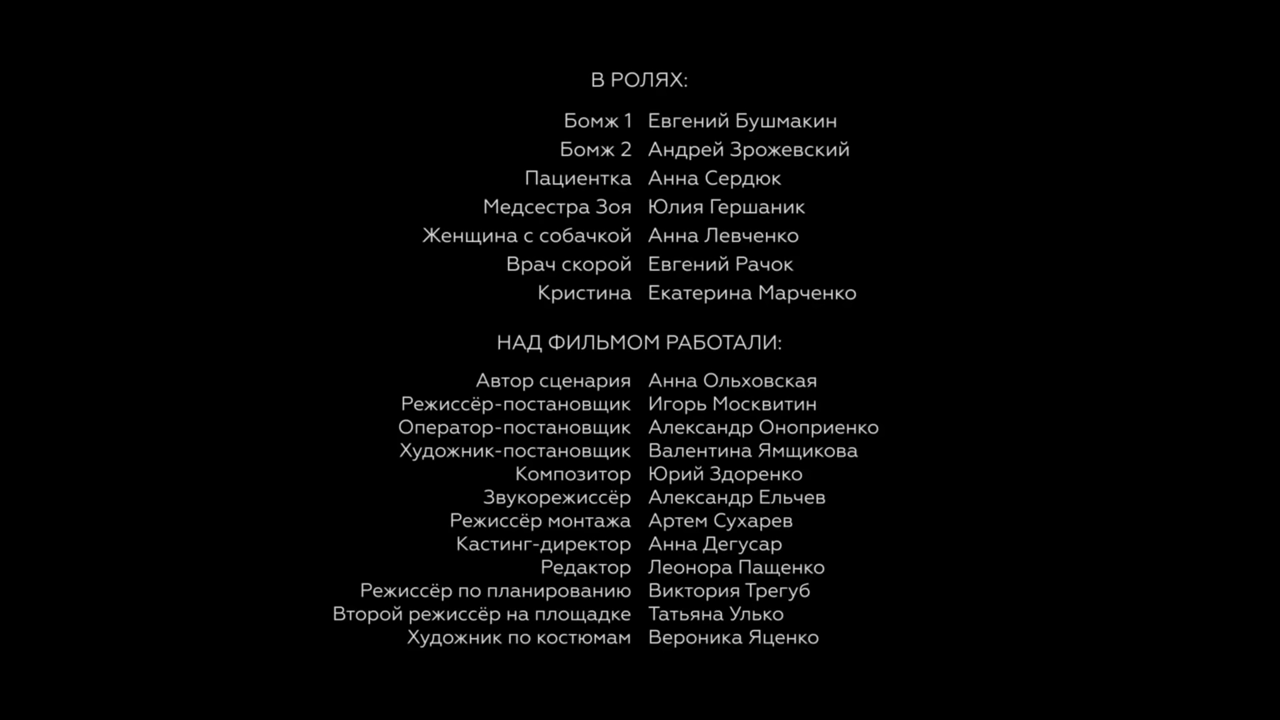 В РОЛЯХ:
Бомж 1 Евгений Бушмакин
Бомж 2 Андрей Зрожевский
Пациентка Анна Сердюк
Медсестра Зоя Юлия Гершаник
Женщина с собачкой Анна Левченко
Врач скорой Евгений Рачок
Кристина Екатерина Марченко
НАД ФИЛЬМОМ РАБОТАЛИ:
Автор сценария Анна Ольховская
Режиссёр-постановщик Игорь Москвитин
Оператор-постановщик Александр Оноприенко
Художник-постановщик Валентина Ямщикова
Композитор Юрий Здоренко
Звукорежиссёр Александр Ельчев
Режиссёр монтажа Артем Сухарев
Кастинг-директор Анна Дегусар
Редактор Леонора Пащенко
Режиссёр по планированию Виктория Трегуб
Второй режиссёр на площадке Татьяна Улько
Художник по костюмам Вероника Яценко